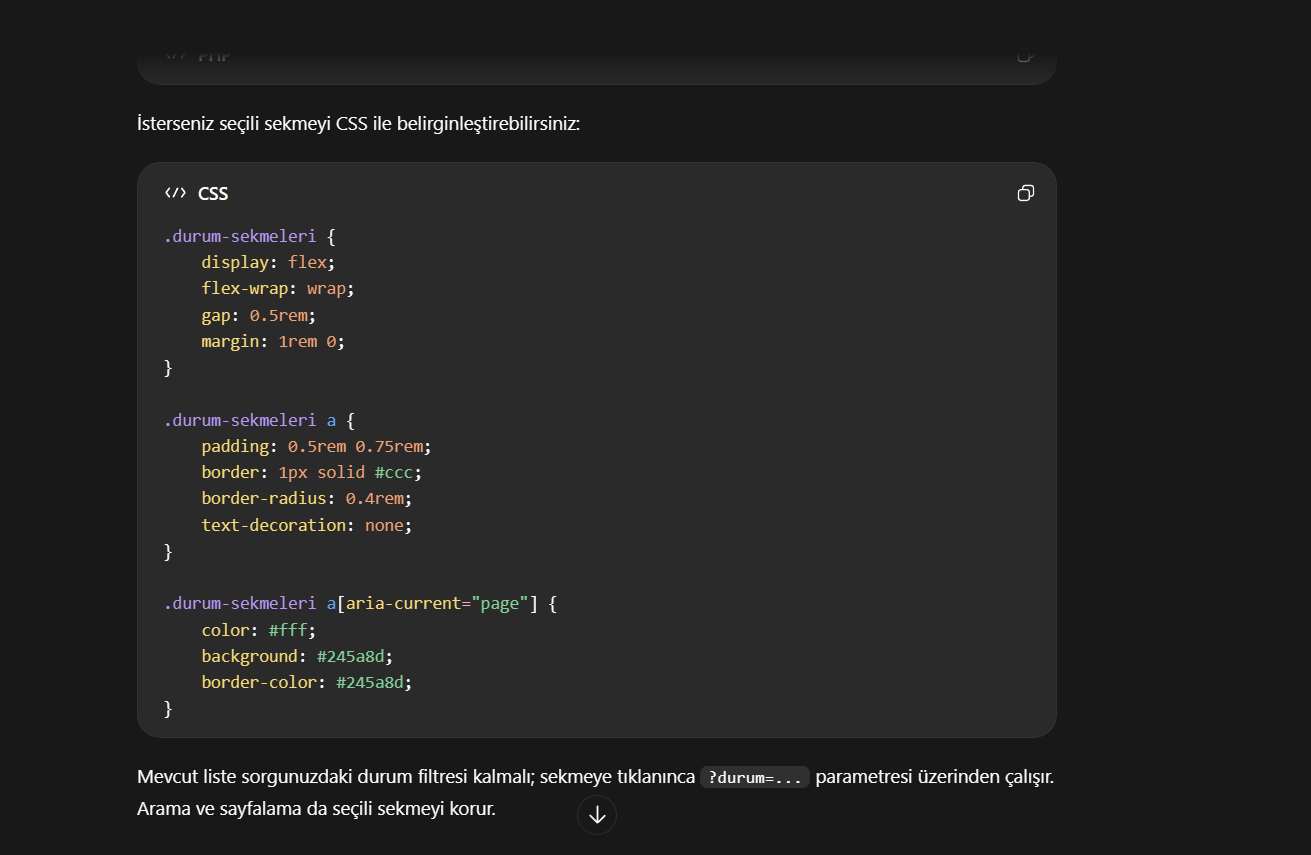 PHP
İsterseniz seçili sekmeyi CSS ile belirginleştirebilirsiniz:
CSS
.durum-sekmeleri {
    display: flex;
    flex-wrap: wrap;
    gap: 0.5rem;
    margin: 1rem 0;
}
.durum-sekmeleri a {
    padding: 0.5rem 0.75rem;
    border: 1px solid #ccc;
    border-radius: 0.4rem;
    text-decoration: none;
}
.durum-sekmeleri a[aria-current="page"] {
    color: #fff;
    background: #245a8d;
    border-color: #245a8d;
}
Mevcut liste sorgunuzdaki durum filtresi kalmalı; sekmeye tıklanınca ?durum=... parametresi üzerinden çalışır.
Arama ve sayfalama da seçili sekmeyi korur.